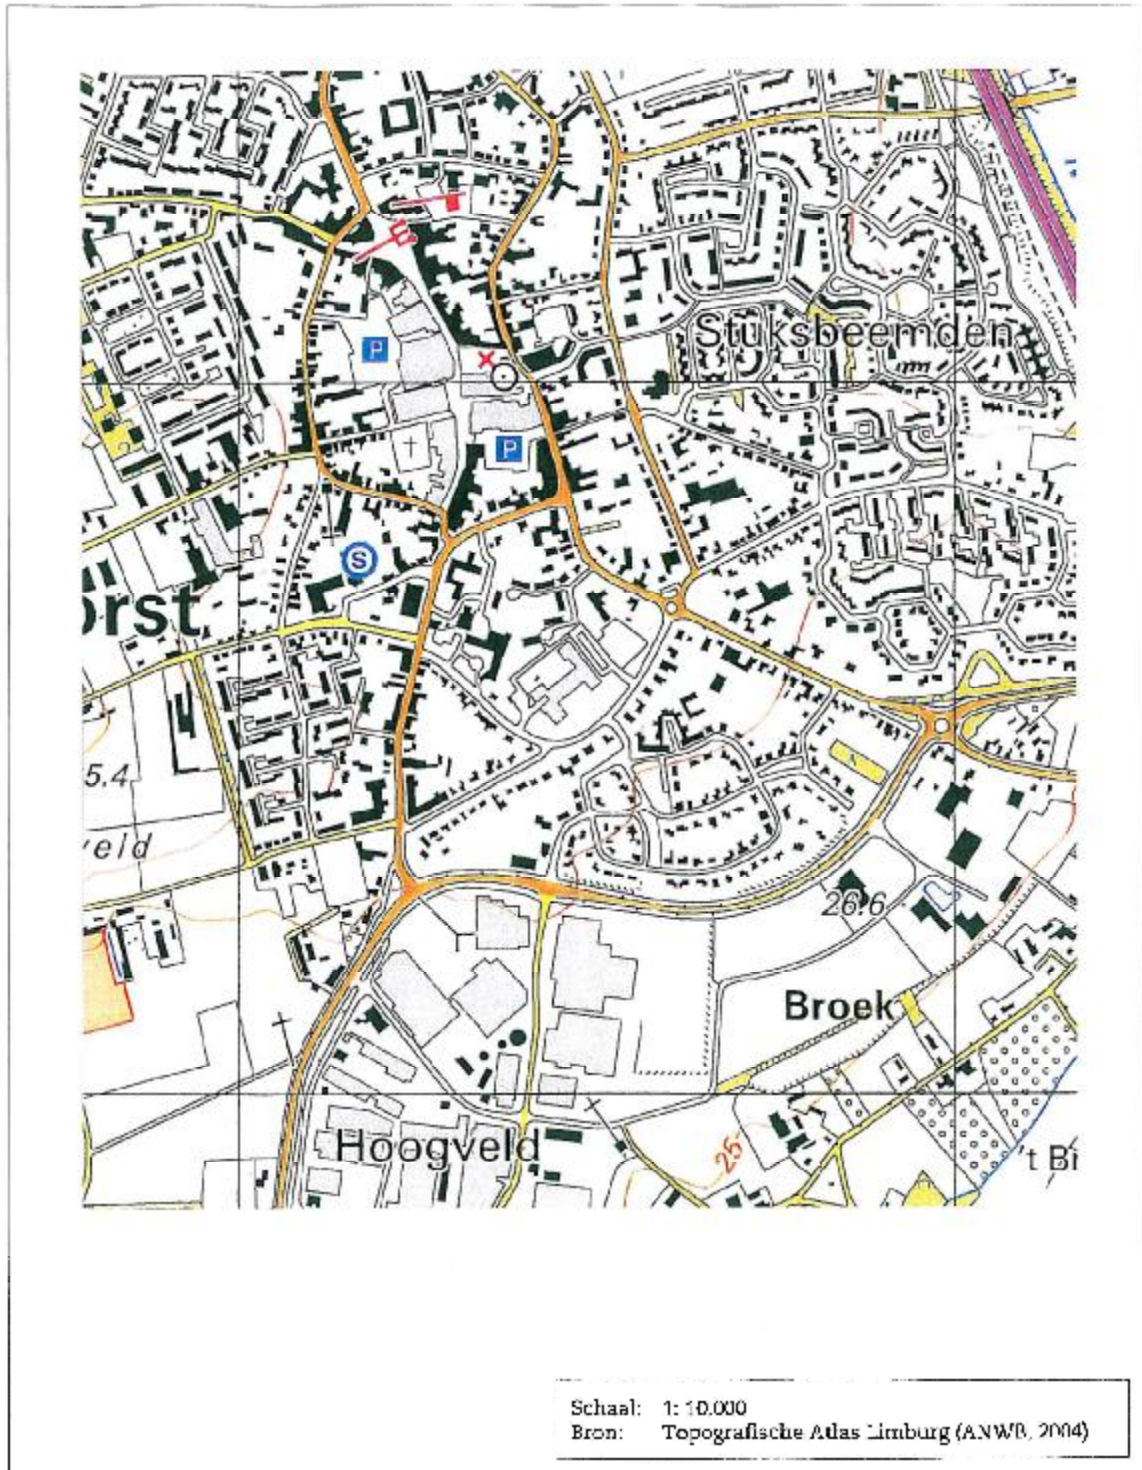 P
Stuksbeemden
P
S
orst
5.4
veld
26.6
Broek
Hoogveld
25
't Bi
Schaal: 1: 10.000
Bron: Topografische Atlas Limburg (ANWB, 2004)